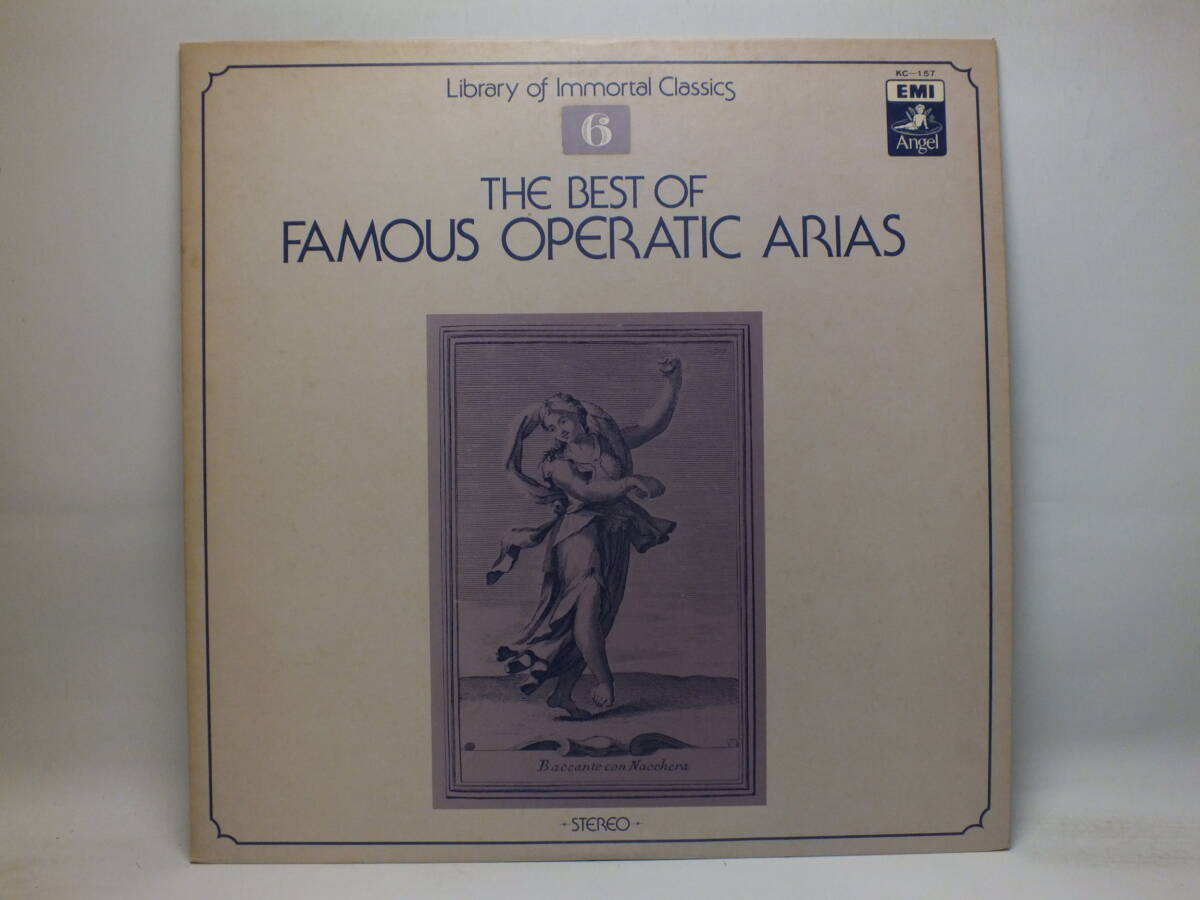 Library of Immortal Classics
KC-157
EMI
Angel
6
THE BEST OF
FAMOUS OPERATIC ARIAS
Baccante con Nacchera
STEREO